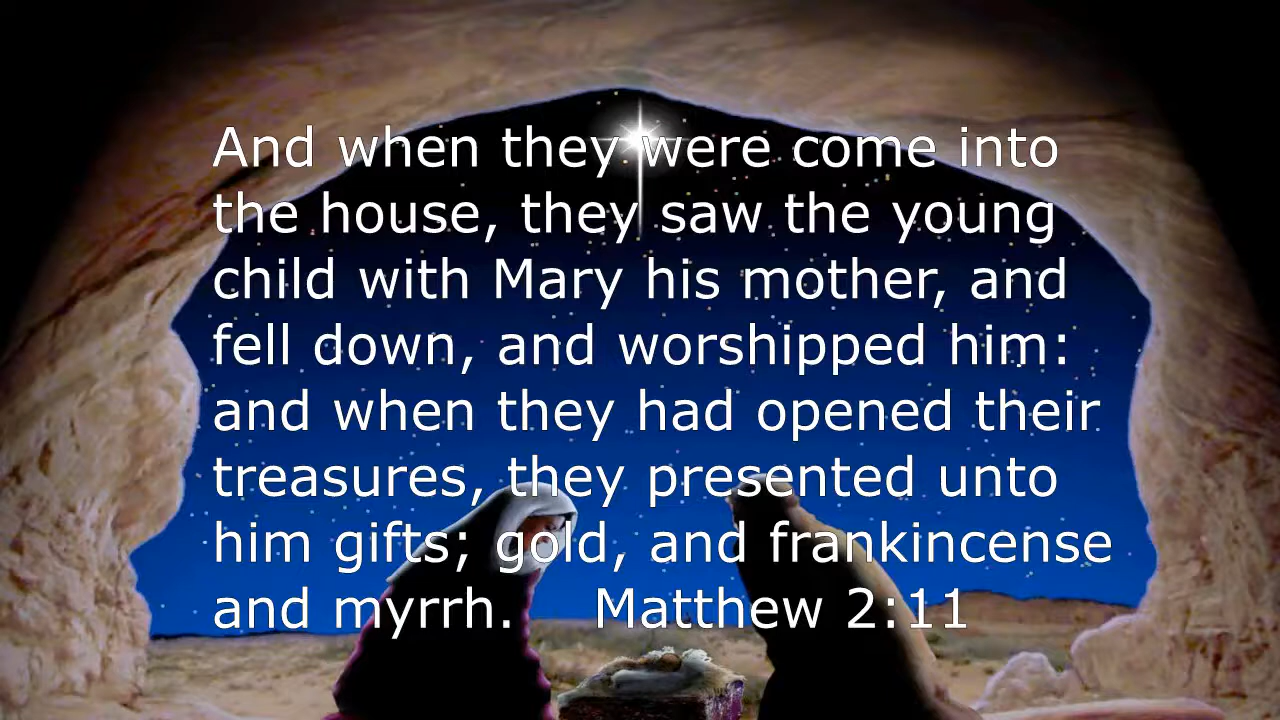 And when they were come into
the house, they saw the young
child with Mary his mother, and
fell down, and worshipped him:
and when they had opened their
treasures, they presented unto
him gifts; gold, and frankincense
and myrrh. Matthew 2:11